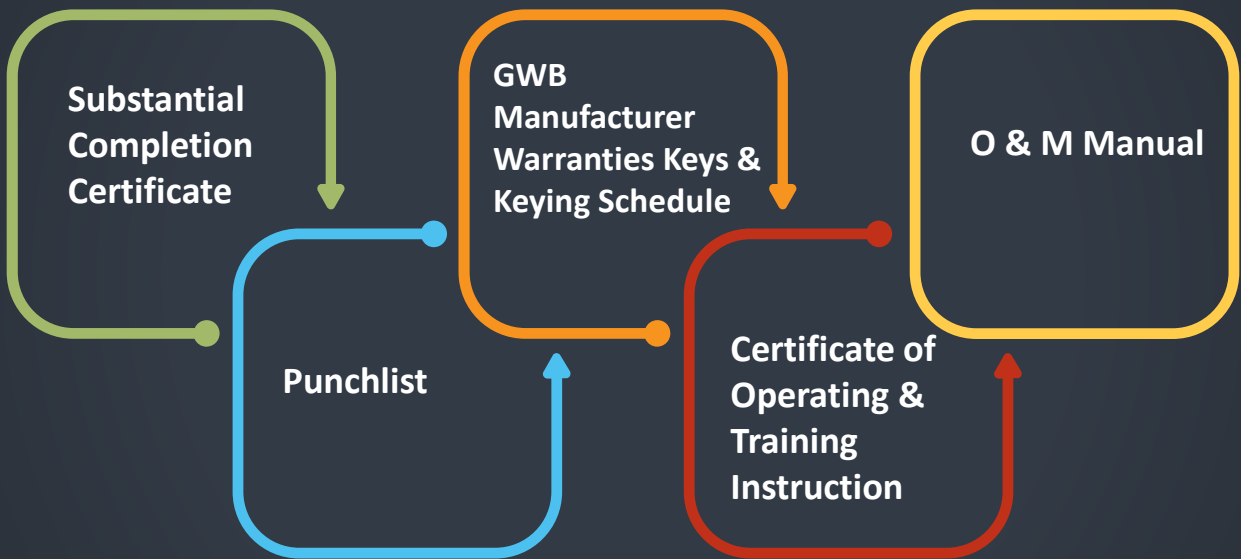 Substantial
Completion
Certificate
Punchlist
GWB
Manufacturer
Warranties Keys &
Keying Schedule
Certificate of
Operating &
Training
Instruction
O & M Manual